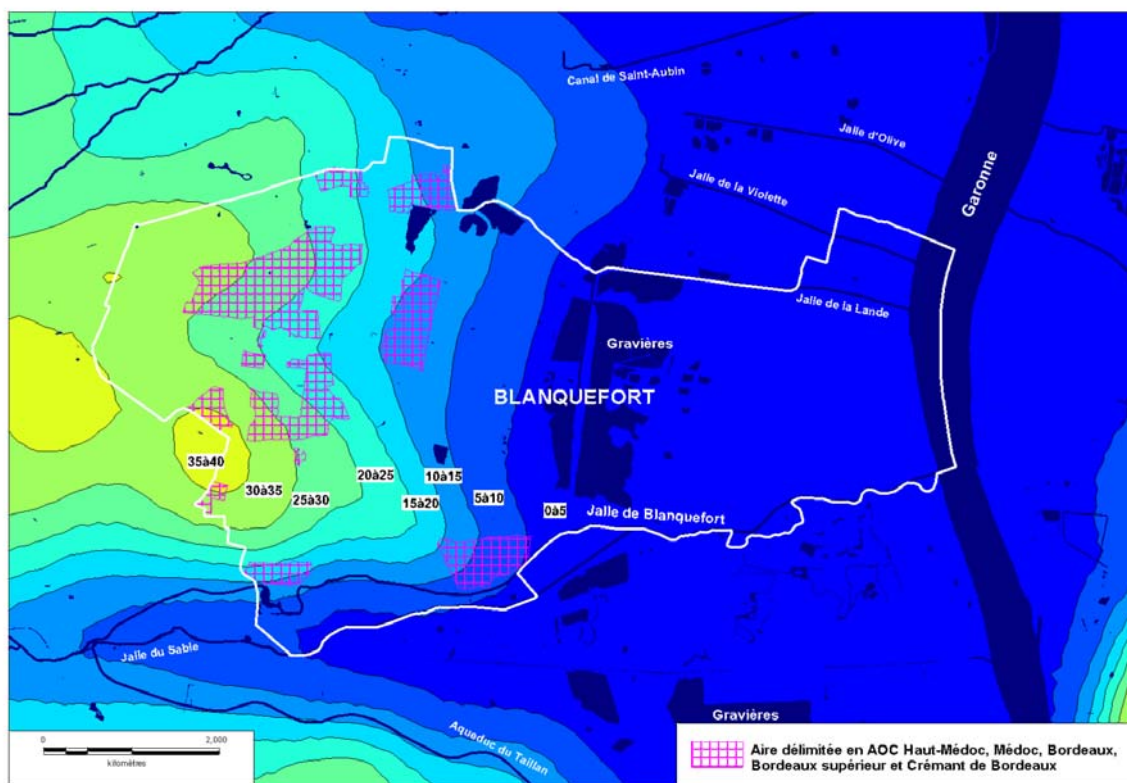 Canal de Saint-Aubin
Jalle d'Olive
Jalle de la Violette
Garonne
Jalle de la Lande
Gravières
BLANQUEFORT
35à40
30à35
25à30
20à25
15à20
10à15
5à10
0à5
Jalle de Blanquefort
Jalle du Sable
Aqueduc du Taillan
Gravières
0 2,000
kilomètres
Aire délimitée en AOC Haut-Médoc, Médoc, Bordeaux,
Bordeaux supérieur et Crémant de Bordeaux